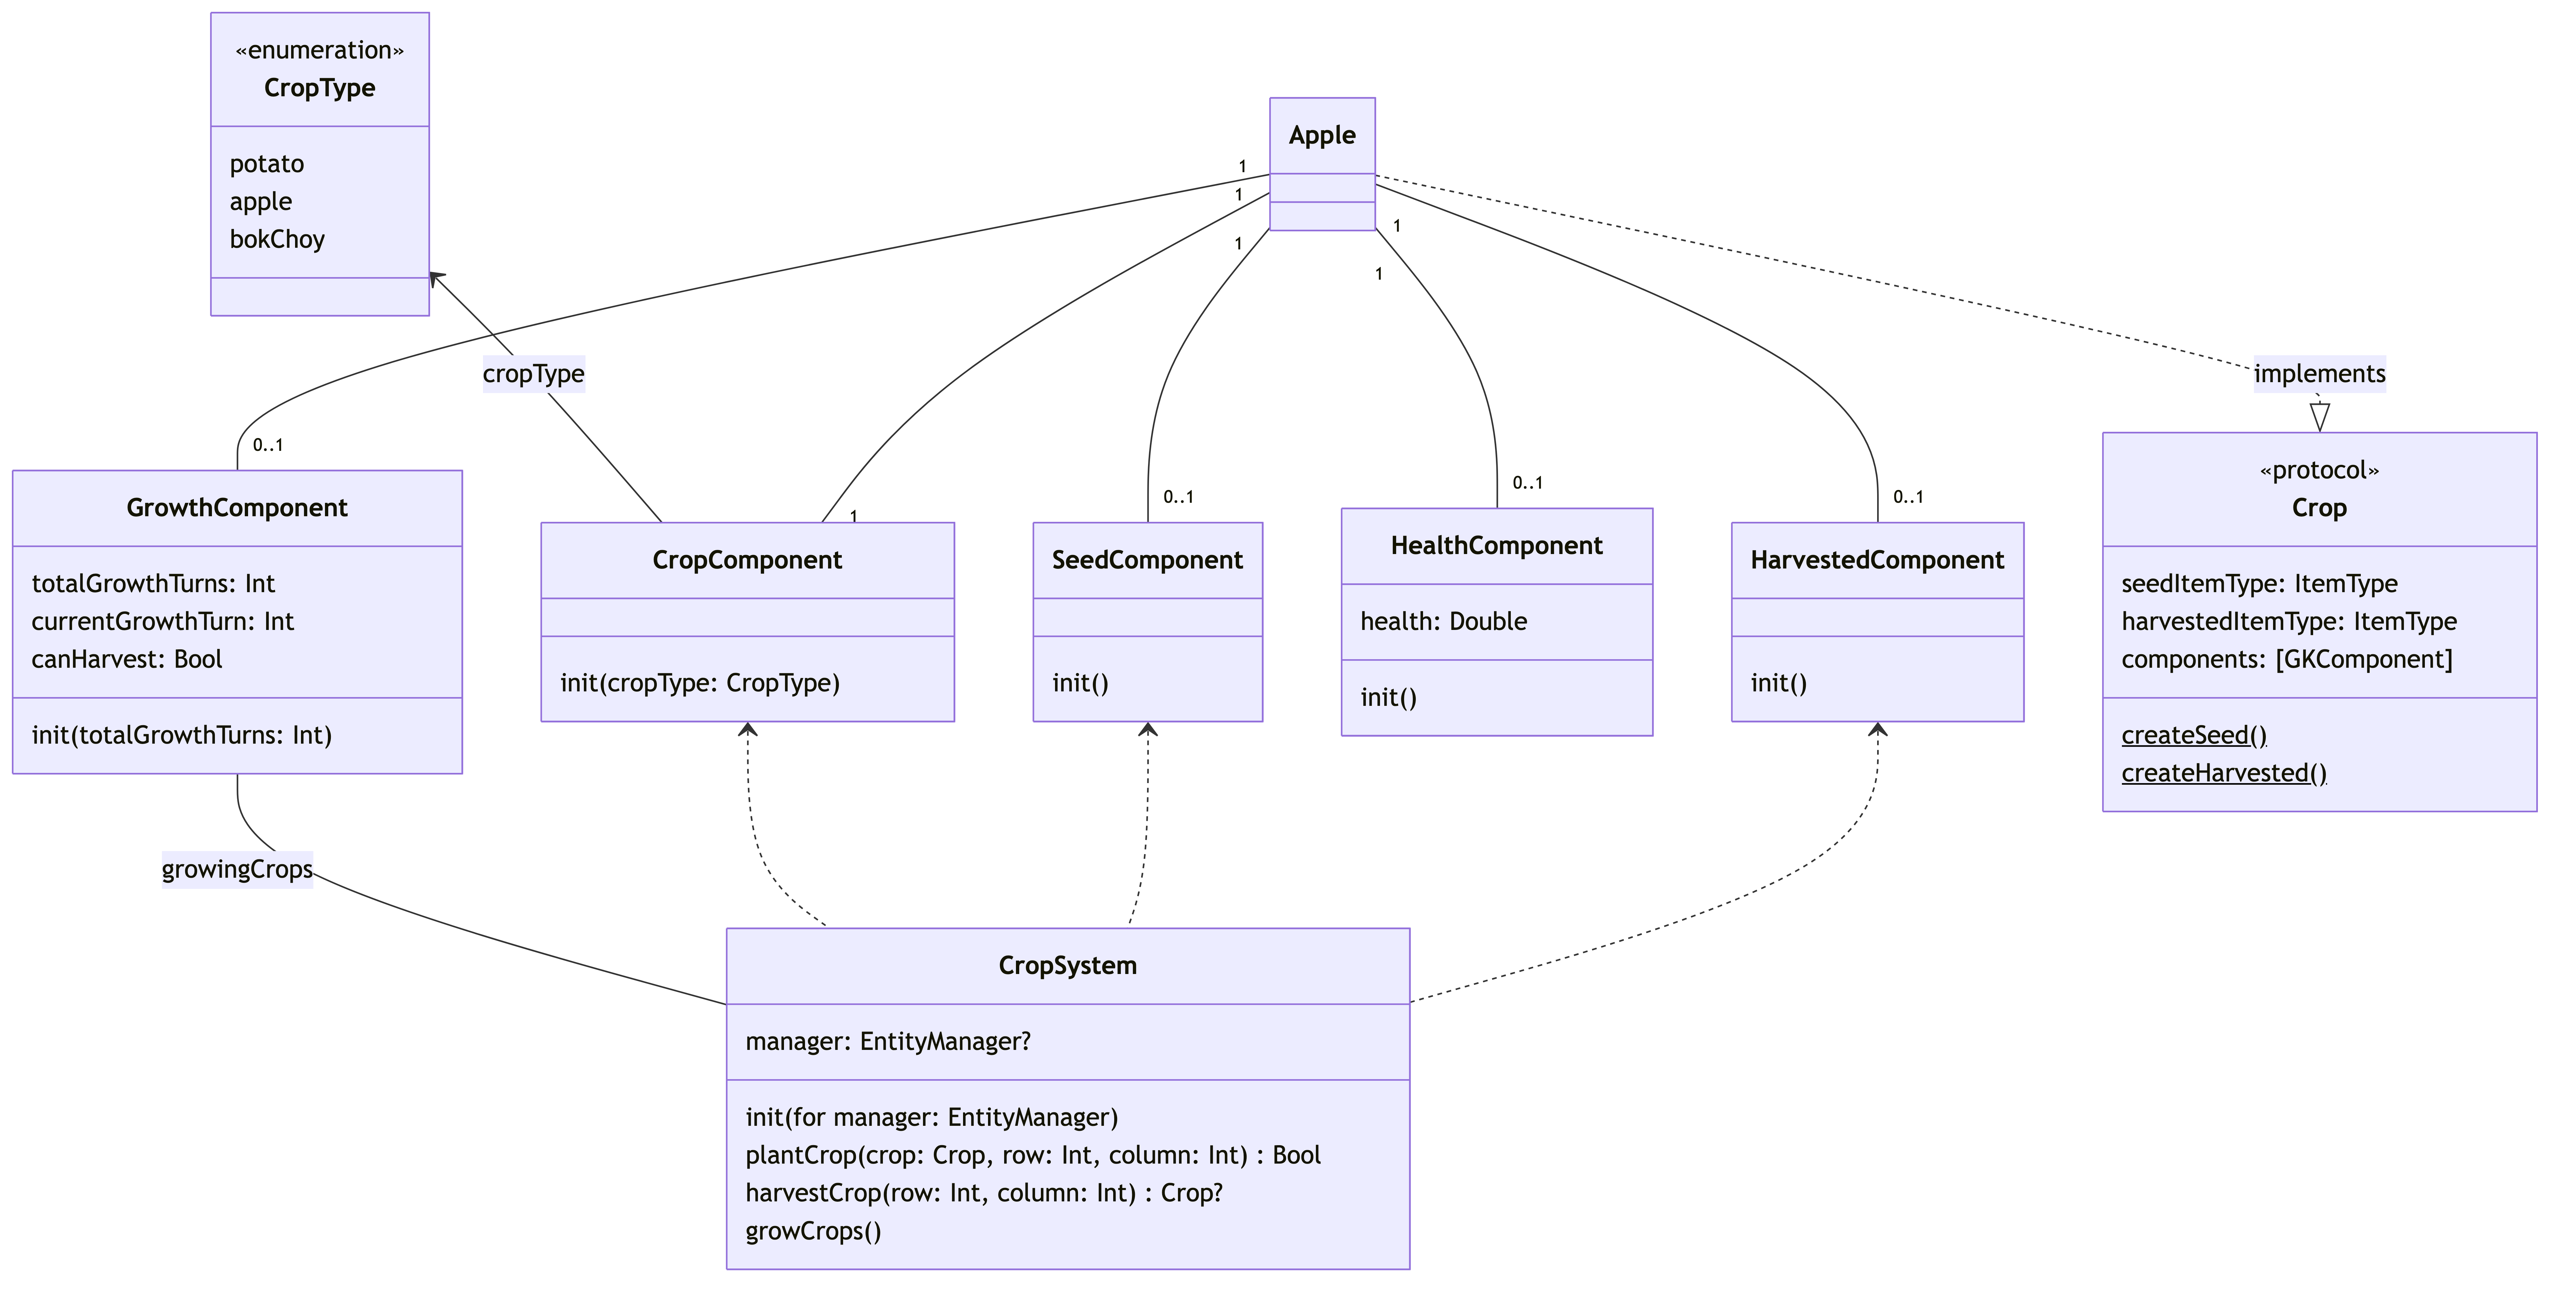 «enumeration»
CropType
potato
apple
bokChoy
Apple
1
1
1
1
1
cropType
implements
0..1
1
0..1
0..1
0..1
GrowthComponent
totalGrowthTurns: Int
currentGrowthTurn: Int
canHarvest: Bool
init(totalGrowthTurns: Int)
CropComponent
init(cropType: CropType)
SeedComponent
init()
HealthComponent
health: Double
init()
HarvestedComponent
init()
«protocol»
Crop
seedItemType: ItemType
harvestedItemType: ItemType
components: [GKComponent]
createSeed()
createHarvested()
growingCrops
CropSystem
manager: EntityManager?
init(for manager: EntityManager)
plantCrop(crop: Crop, row: Int, column: Int) : Bool
harvestCrop(row: Int, column: Int) : Crop?
growCrops()